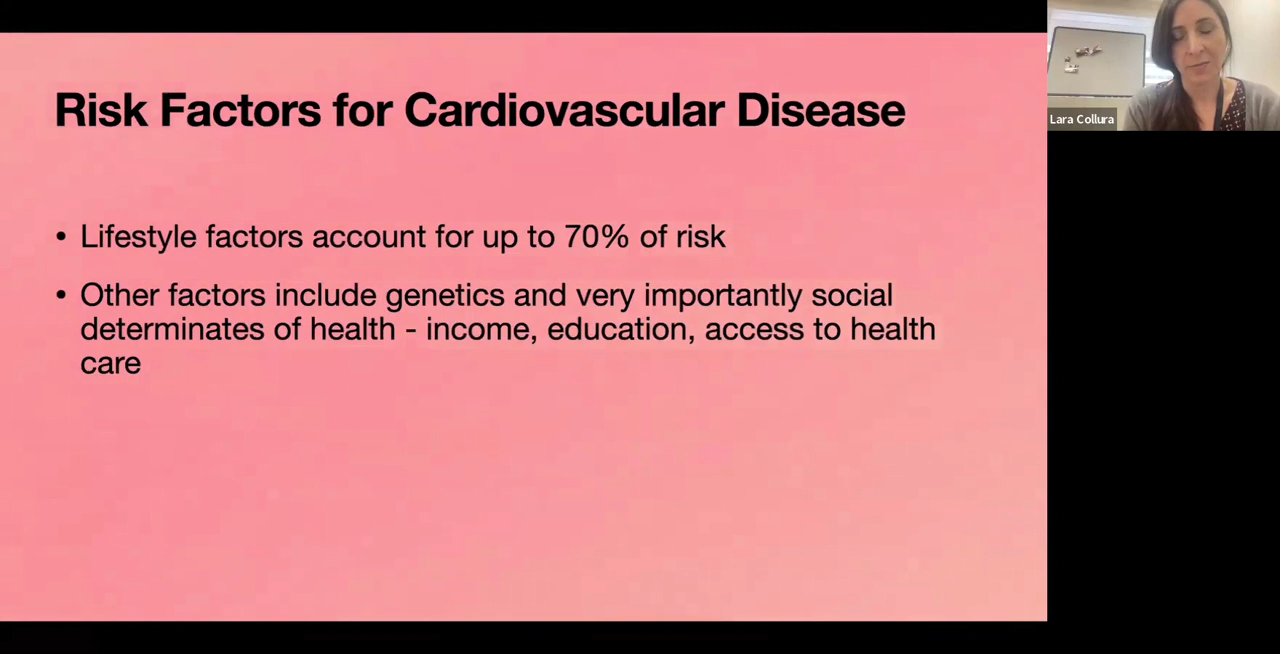 Risk Factors for Cardiovascular Disease
• Lifestyle factors account for up to 70% of risk
• Other factors include genetics and very importantly social
determinates of health - income, education, access to health
care
Lara Collura